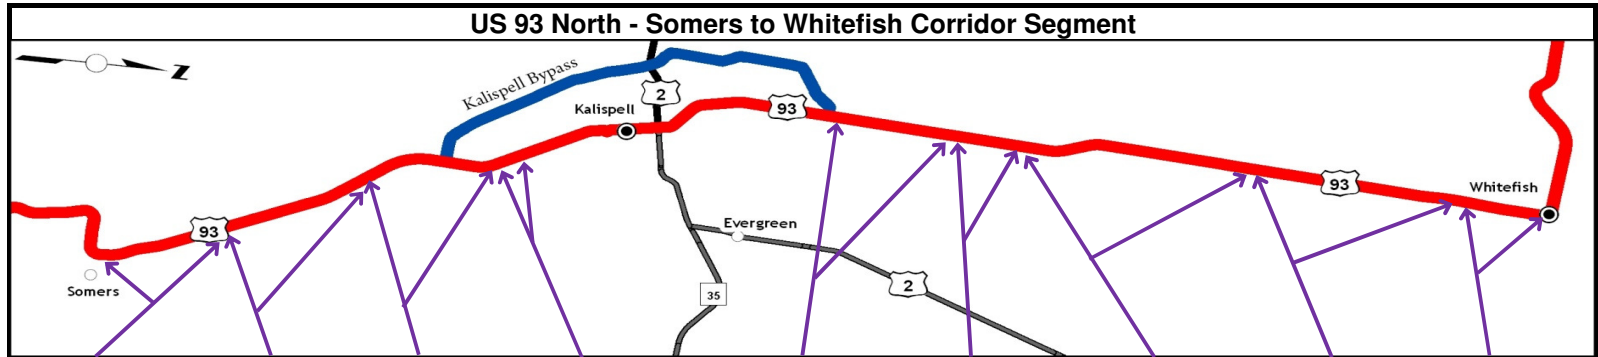 US 93 North - Somers to Whitefish Corridor Segment
Z
Kalispell Bypass
2
Kalispell
93
93
Whitefish
93
Evergreen
Somers
35
2